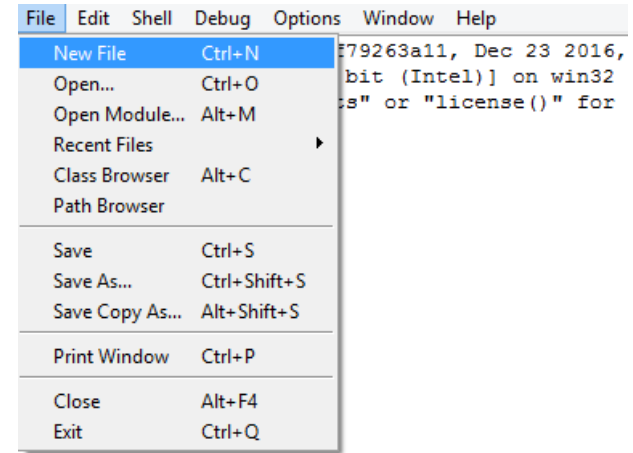 File Edit Shell Debug Options Window Help
New File Ctrl+N
Open... Ctrl+O
Open Module... Alt+M
Recent Files
Class Browser Alt+C
Path Browser
Save Ctrl+S
Save As... Ctrl+Shift+S
Save Copy As... Alt+Shift+S
Print Window Ctrl+P
Close Alt+F4
Exit Ctrl+Q
f79263a11, Dec 23 2016,
bit (Intel)] on win32
s" or "license()" for